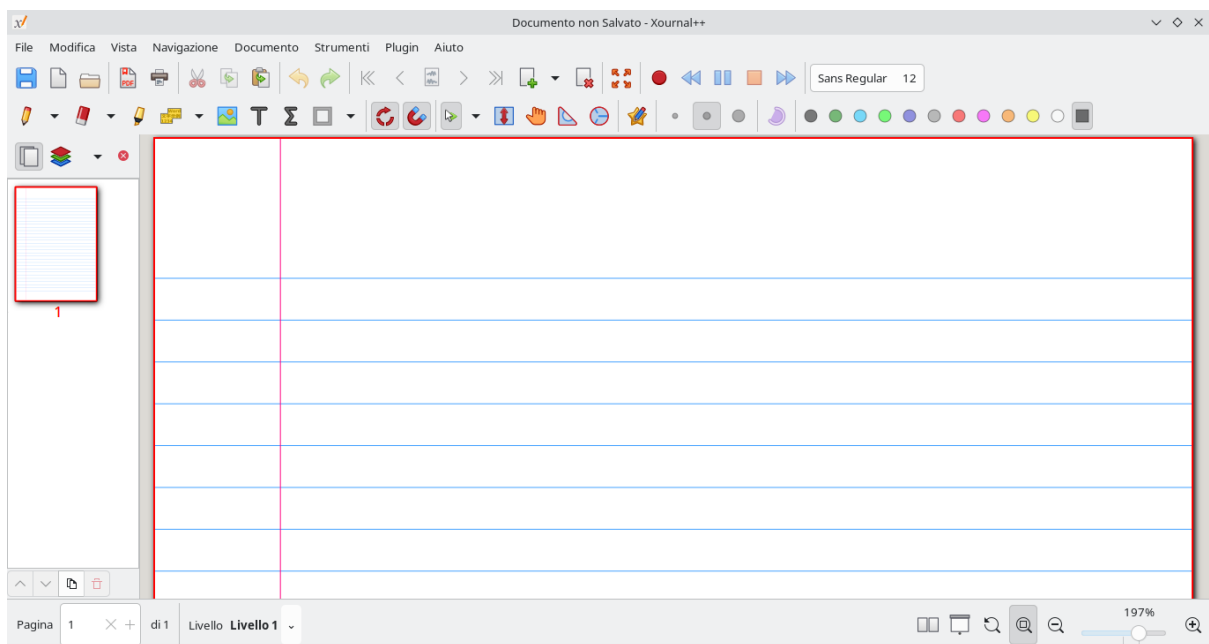 Documento non Salvato - Xournal++
File Modifica Vista Navigazione Documento Strumenti Plugin Aiuto
PDF
Sans Regular 12
T Σ
1
Pagina 1 di 1 Livello Livello 1 197%